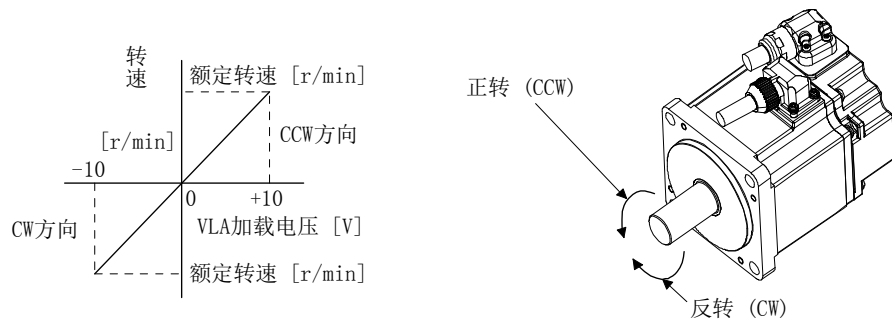 转
速
额定转速 [r/min]
[r/min]
CCW方向
-10
0
+10
CW方向
VLA加载电压 [V]
额定转速 [r/min]
正转 (CCW)
反转 (CW)